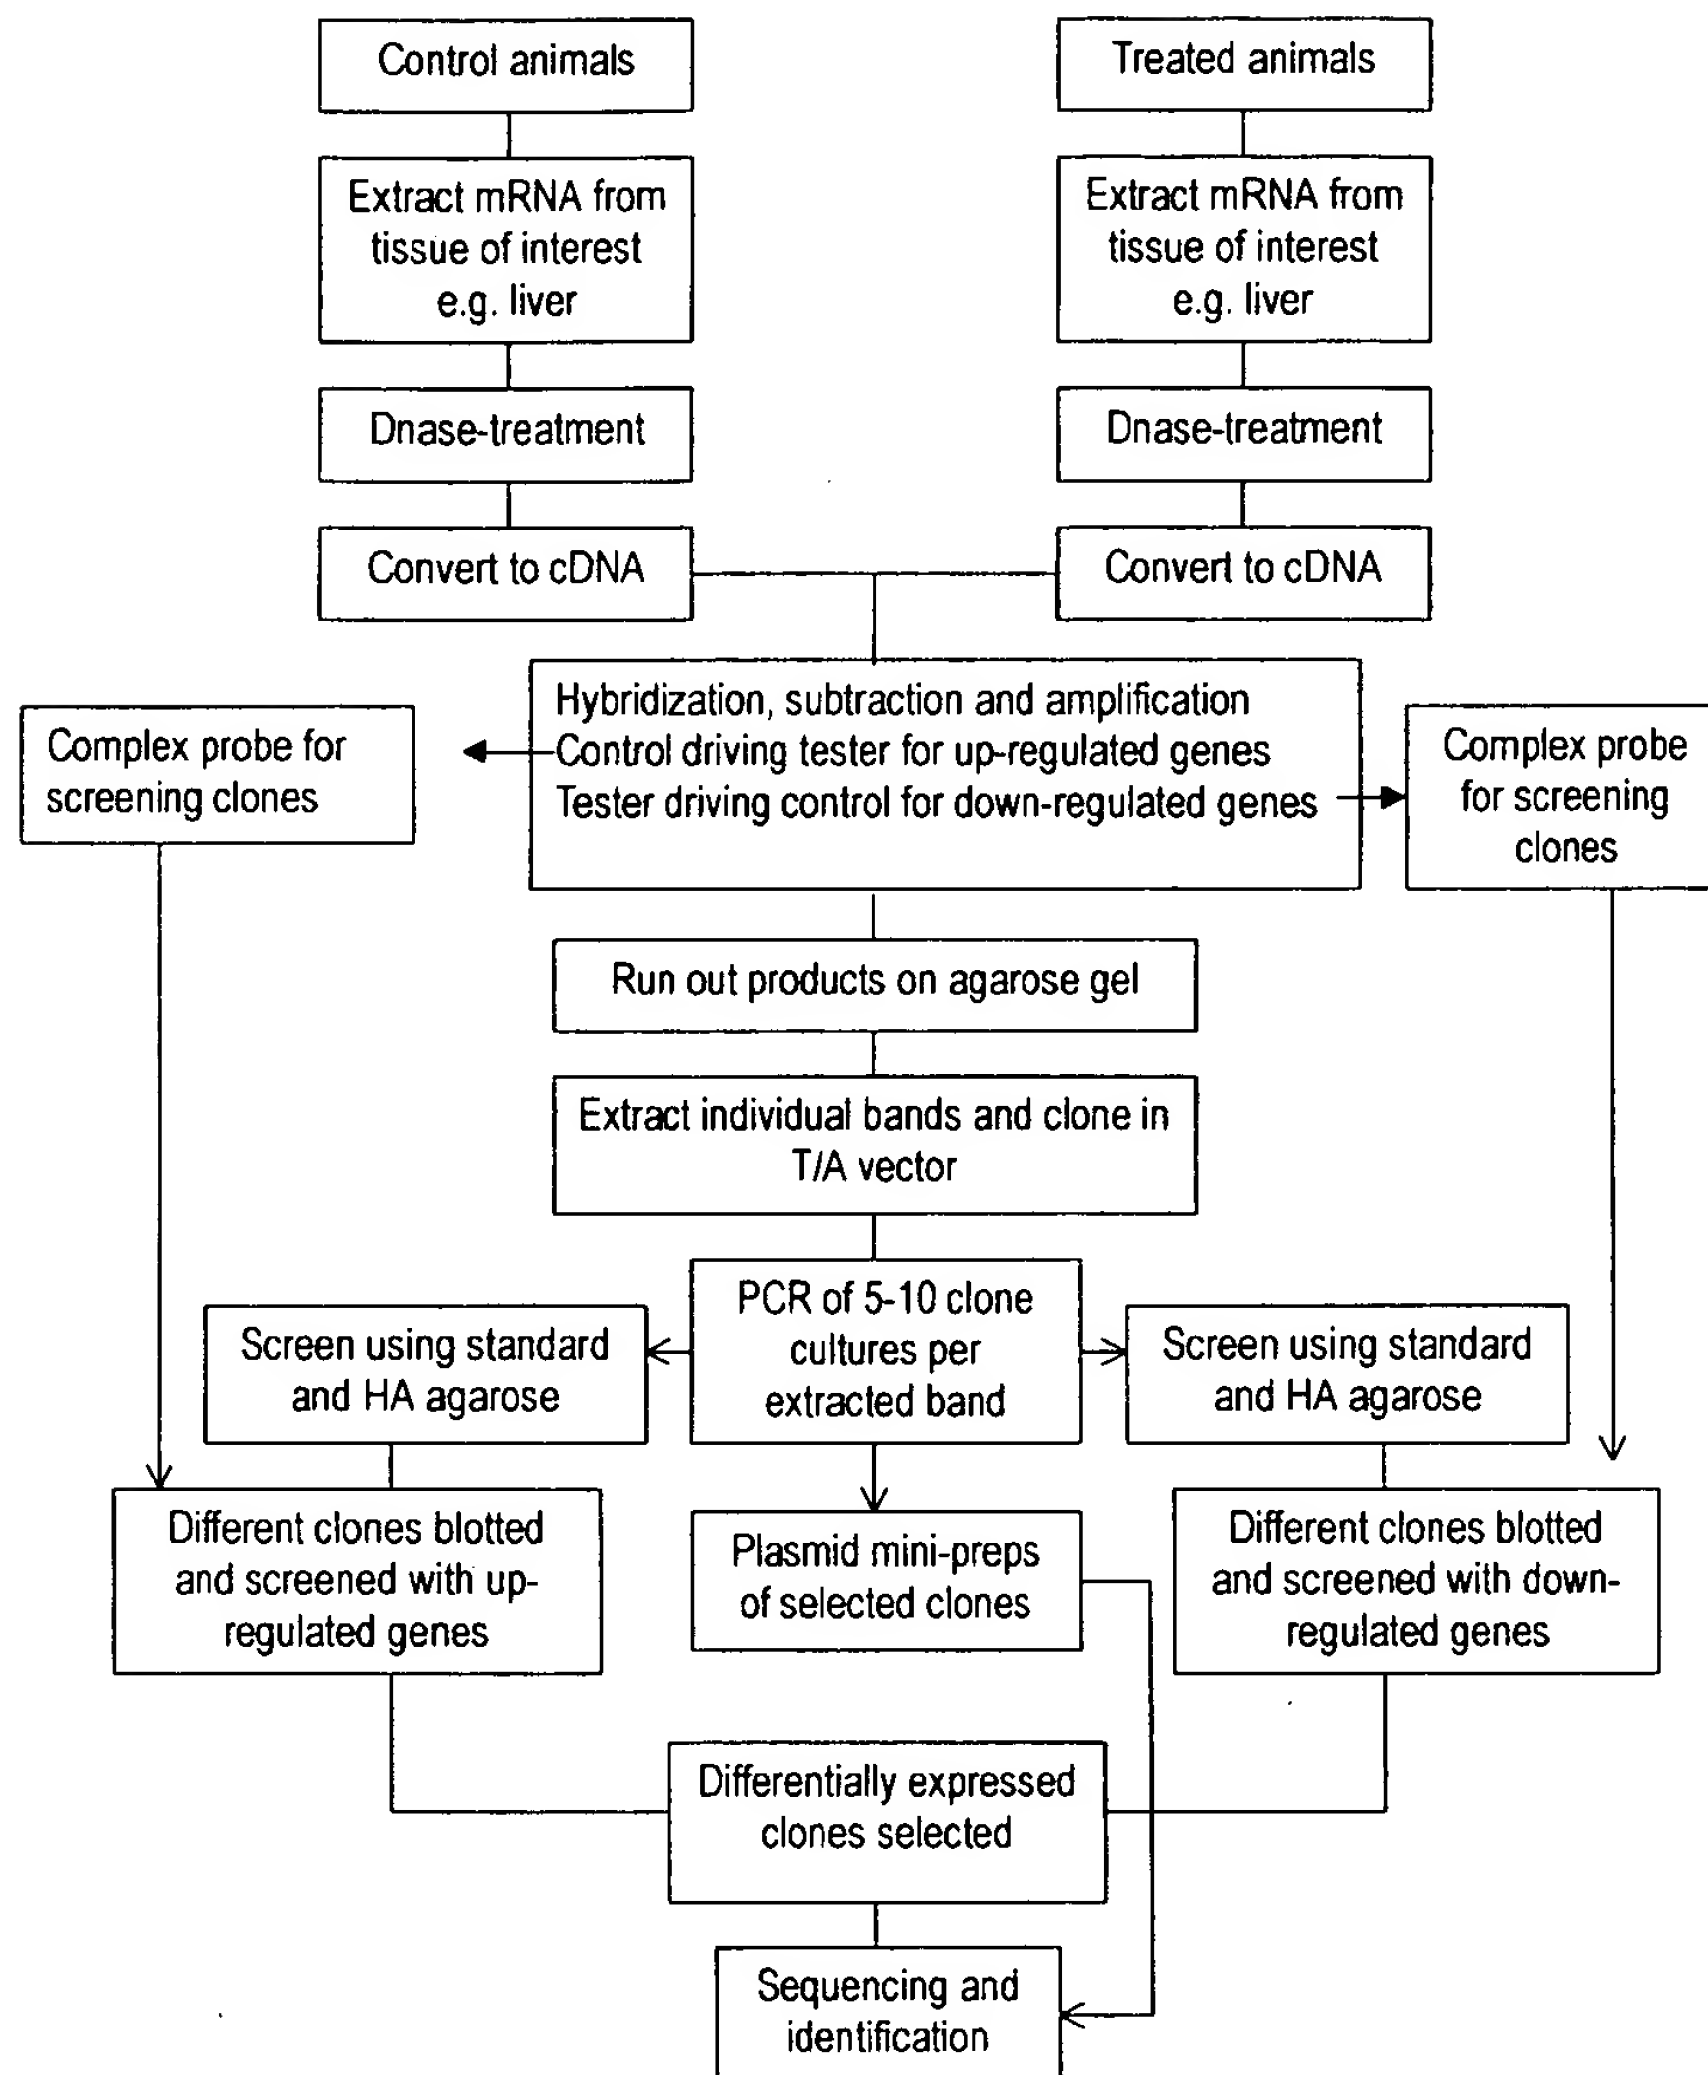 Control animals
Treated animals
Extract mRNA from
tissue of interest
e.g. liver
Extract mRNA from
tissue of interest
e.g. liver
Dnase-treatment
Dnase-treatment
Convert to cDNA
Convert to cDNA
Hybridization, subtraction and amplification
Control driving tester for up-regulated genes
Tester driving control for down-regulated genes
Complex probe for
screening clones
Complex probe
for screening
clones
Run out products on agarose gel
Extract individual bands and clone in
T/A vector
PCR of 5-10 clone
cultures per
extracted band
Screen using standard
and HA agarose
Screen using standard
and HA agarose
Different clones blotted
and screened with up-
regulated genes
Plasmid mini-preps
of selected clones
Different clones blotted
and screened with down-
regulated genes
Differentially expressed
clones selected
Sequencing and
identification